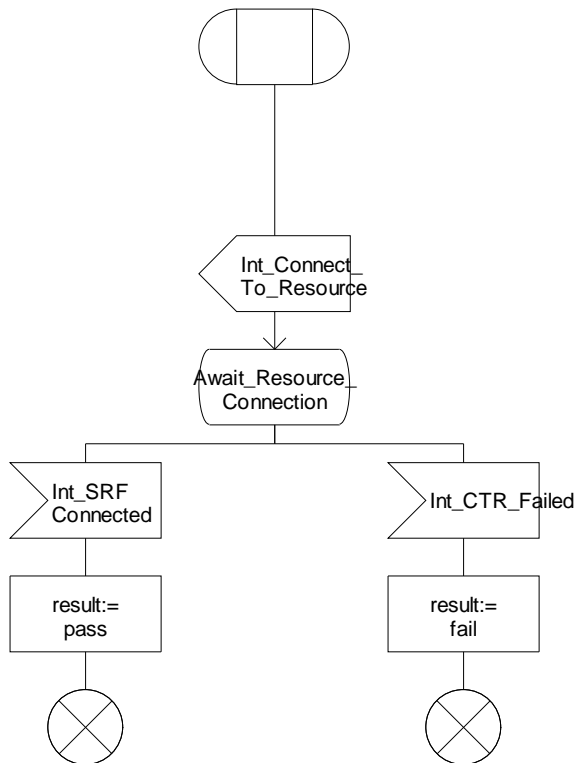 Int_Connect_
To_Resource
Await_Resource_
Connection
Int_SRF
Connected
Int_CTR_Failed
result:=
pass
result:=
fail